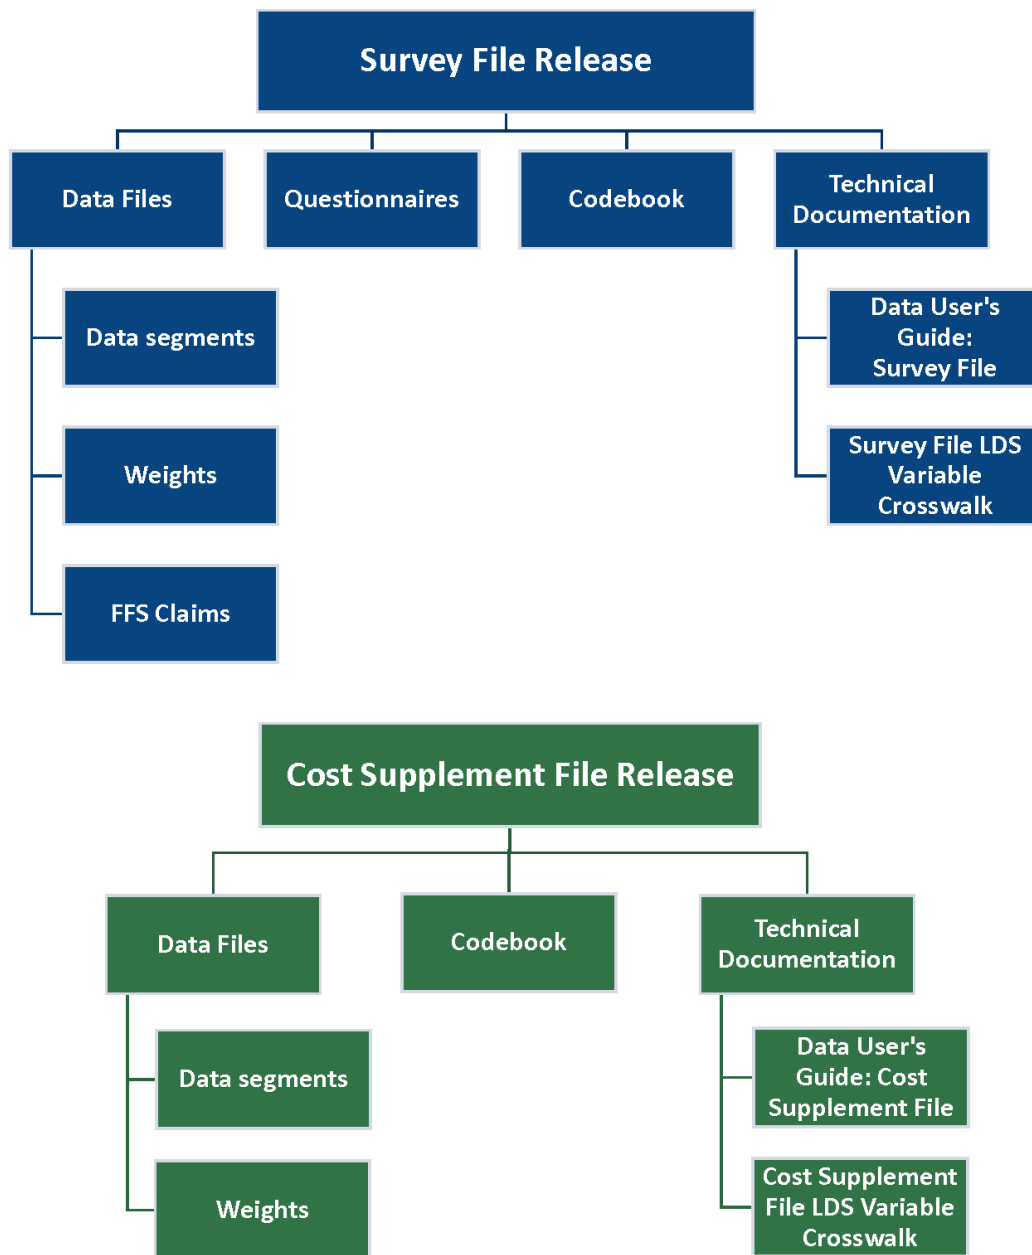 Survey File Release
Data Files
Questionnaires
Codebook
Technical
Documentation
Data segments
Weights
FFS Claims
Data User's
Guide:
Survey File
Survey File LDS
Variable
Crosswalk
Cost Supplement File Release
Data Files
Codebook
Technical
Documentation
Data segments
Weights
Data User's
Guide: Cost
Supplement File
Cost Supplement
File LDS Variable
Crosswalk